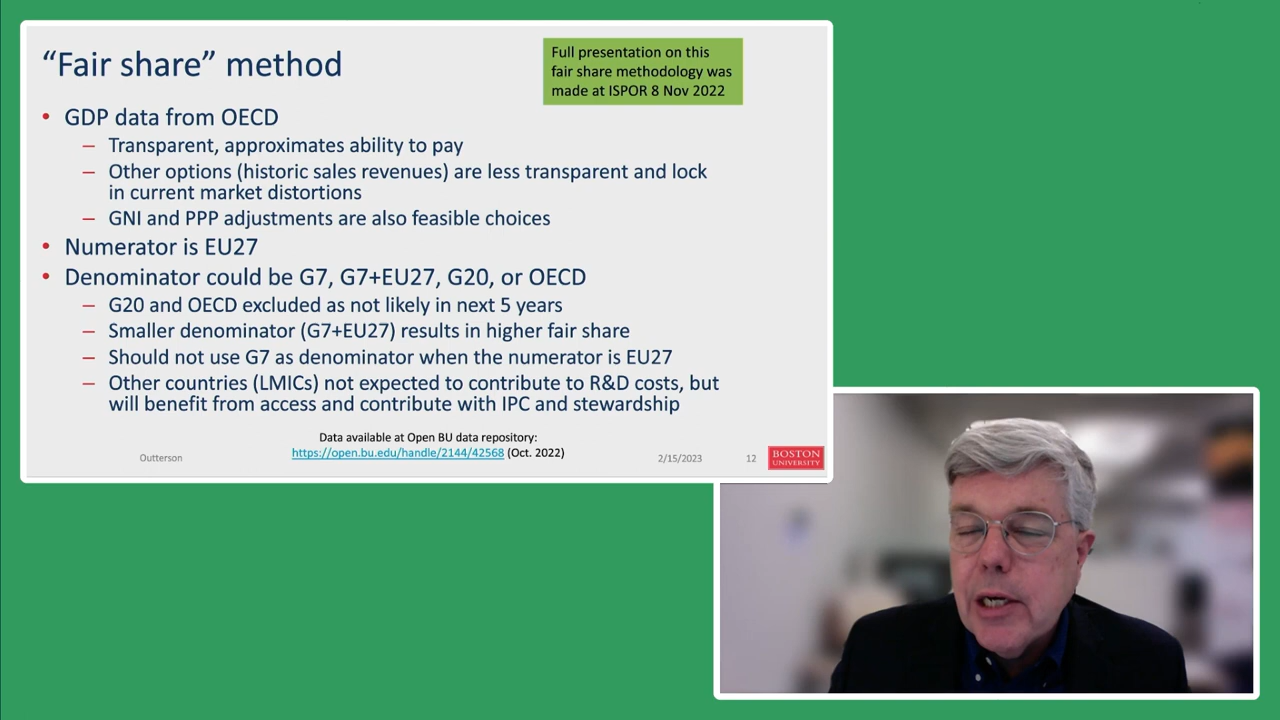 “Fair share” method
Full presentation on this
fair share methodology was
made at ISPOR 8 Nov 2022
• GDP data from OECD
– Transparent, approximates ability to pay
– Other options (historic sales revenues) are less transparent and lock
in current market distortions
– GNI and PPP adjustments are also feasible choices
• Numerator is EU27
• Denominator could be G7, G7+EU27, G20, or OECD
– G20 and OECD excluded as not likely in next 5 years
– Smaller denominator (G7+EU27) results in higher fair share
– Should not use G7 as denominator when the numerator is EU27
– Other countries (LMICs) not expected to contribute to R&D costs, but
will benefit from access and contribute with IPC and stewardship
Data available at Open BU data repository:
https://open.bu.edu/handle/2144/42568 (Oct. 2022)
Outterson
2/15/2023
12
BOSTON
UNIVERSITY